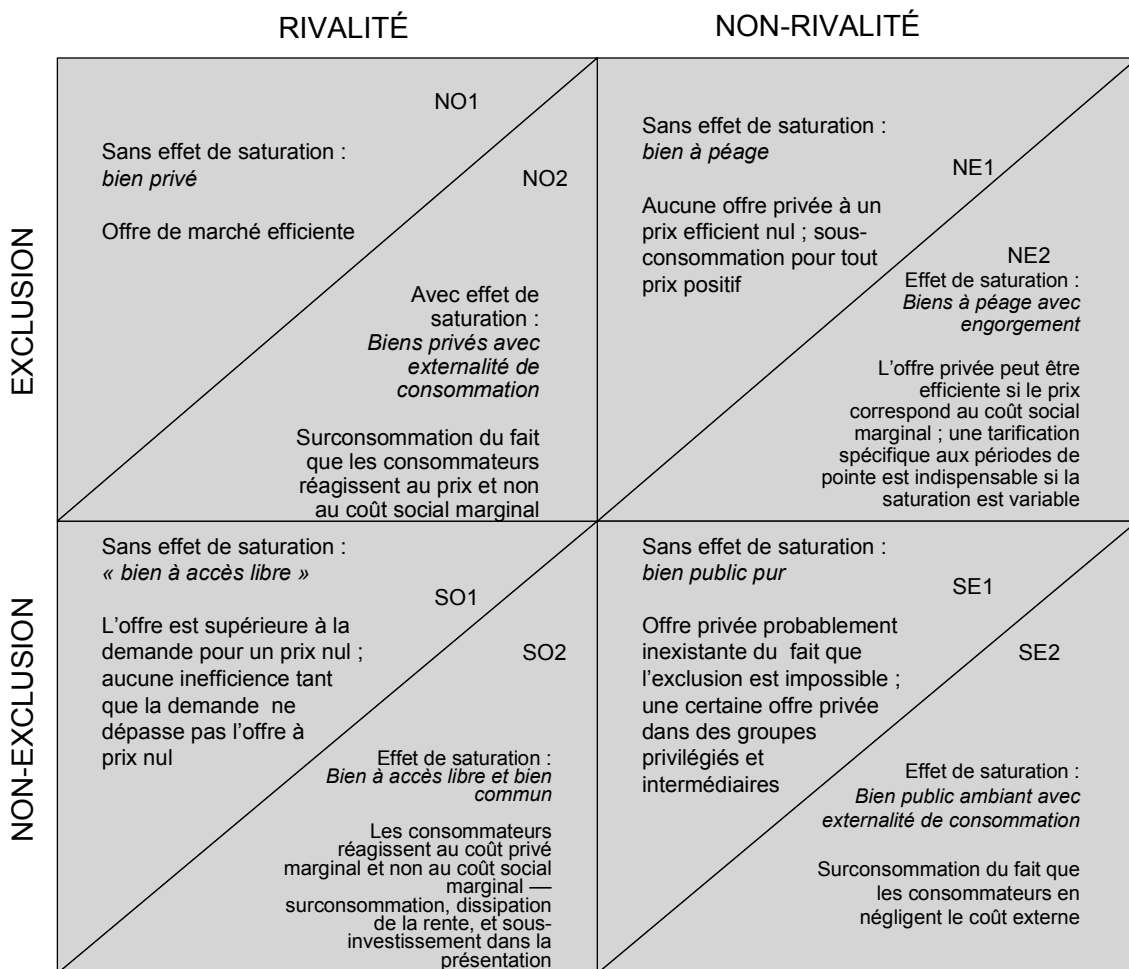 RIVALITÉ
NON-RIVALITÉ
EXCLUSION
NO1
Sans effet de saturation :
bien privé
Offre de marché efficiente
NO2
Avec effet de
saturation :
Biens privés avec
externalité de
consommation
Surconsommation du fait
que les consommateurs
réagissent au prix et non
au coût social marginal
Sans effet de saturation :
bien à péage
NE1
Aucune offre privée à un
prix efficient nul ; sous-
consommation pour tout
prix positif
NE2
Effet de saturation :
Biens à péage avec
engorgement
L'offre privée peut être
efficiente si le prix
correspond au coût social
marginal ; une tarification
spécifique aux périodes de
pointe est indispensable si la
saturation est variable
NON-EXCLUSION
Sans effet de saturation :
« bien à accès libre »
SO1
L'offre est supérieure à la
demande pour un prix nul ;
aucune inefficience tant
que la demande ne
dépasse pas l'offre à
prix nul
SO2
Effet de saturation :
Bien à accès libre et bien
commun
Les consommateurs
réagissent au coût privé
marginal et non au coût social
marginal —
surconsommation, dissipation
de la rente, et sous-
investissement dans la
présentation
Sans effet de saturation :
bien public pur
SE1
Offre privée probablement
inexistante du fait que
l'exclusion est impossible ;
une certaine offre privée
dans des groupes
privilégiés et
intermédiaires
SE2
Effet de saturation :
Bien public ambiant avec
externalité de consommation
Surconsommation du fait que
les consommateurs en
négligent le coût externe